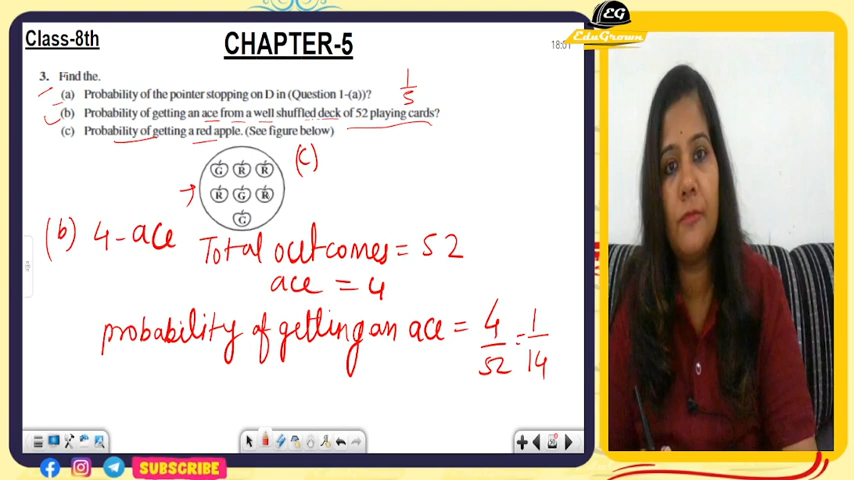 Class-8th
CHAPTER-5
EG
EduGrown
18:01
3. Find the.
(a) Probability of the pointer stopping on D in (Question 1-(a))? 1/5
(b) Probability of getting an ace from a well shuffled deck of 52 playing cards?
(c) Probability of getting a red apple. (See figure below)
(C)
G R R
R G R
G
(b) 4-ace Total outcomes = 52
ace = 4
probability of getting an ace = 4/52 = 1/14
SUBSCRIBE